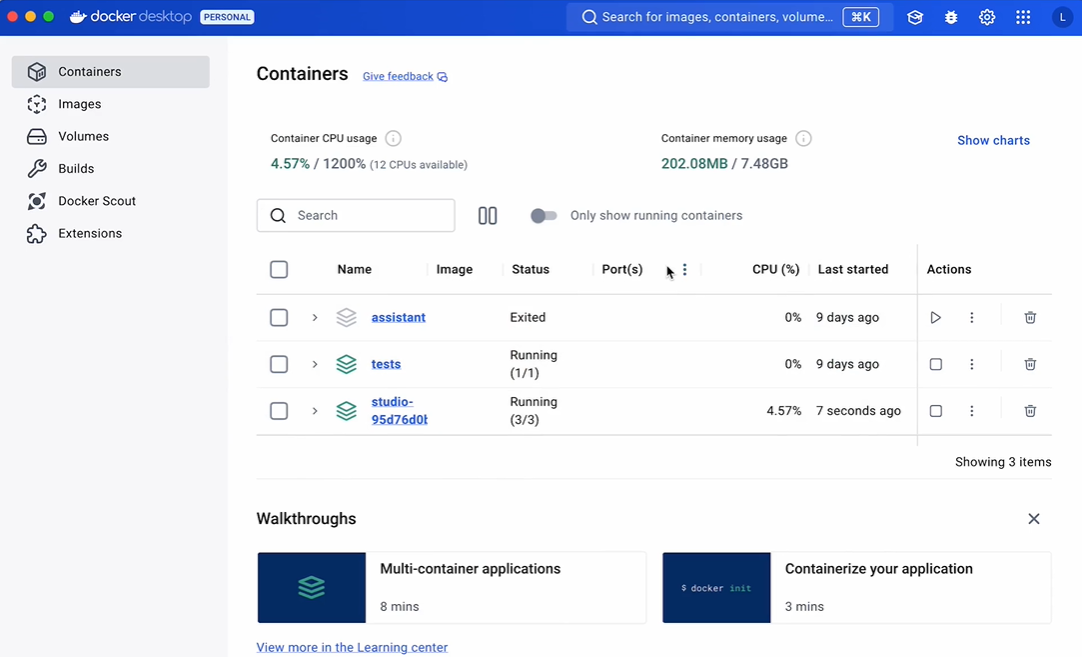 docker desktop PERSONAL
Search for images, containers, volume... ⌘K
L
Containers
Images
Volumes
Builds
Docker Scout
Extensions
Containers Give feedback
Container CPU usage
4.57% / 1200% (12 CPUs available)
Container memory usage
202.08MB / 7.48GB
Show charts
Search
Only show running containers
Name Image Status Port(s) CPU (%) Last started Actions
assistant Exited 0% 9 days ago
tests Running (1/1) 0% 9 days ago
studio-
95d76d0b
Running
(3/3)
4.57% 7 seconds ago
Showing 3 items
Walkthroughs
Multi-container applications
8 mins
$ docker init
Containerize your application
3 mins
View more in the Learning center